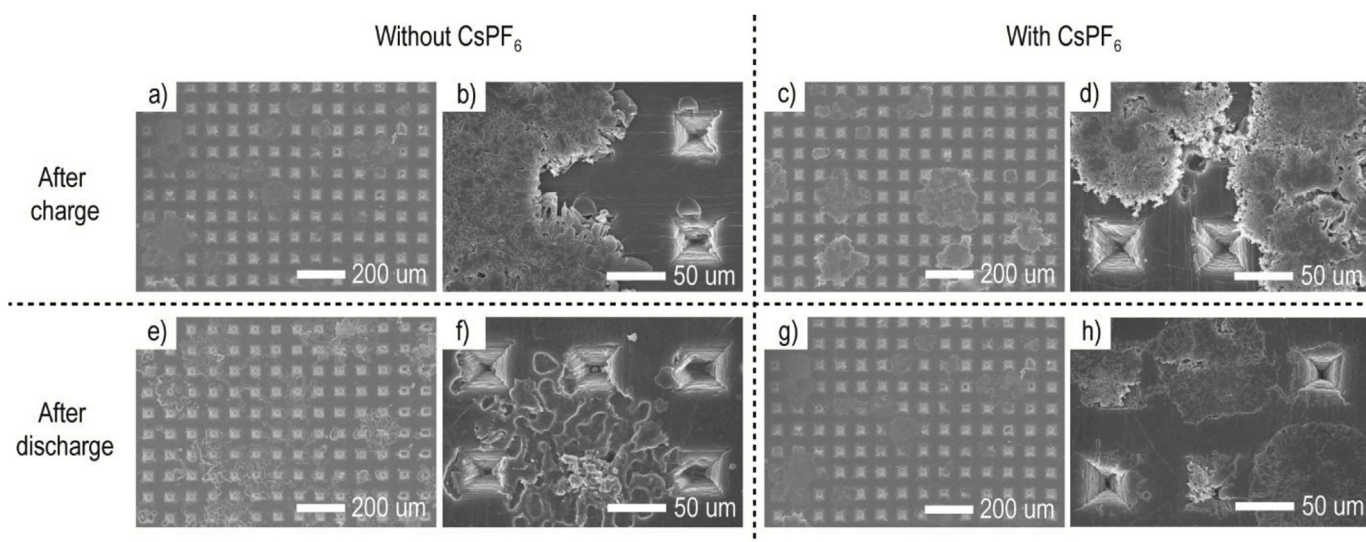 Without CsPF₆
With CsPF₆
a)
b)
c)
d)
After
charge
200 um
50 um
200 um
50 um
e)
f)
g)
h)
After
discharge
200 um
50 um
200 um
50 um